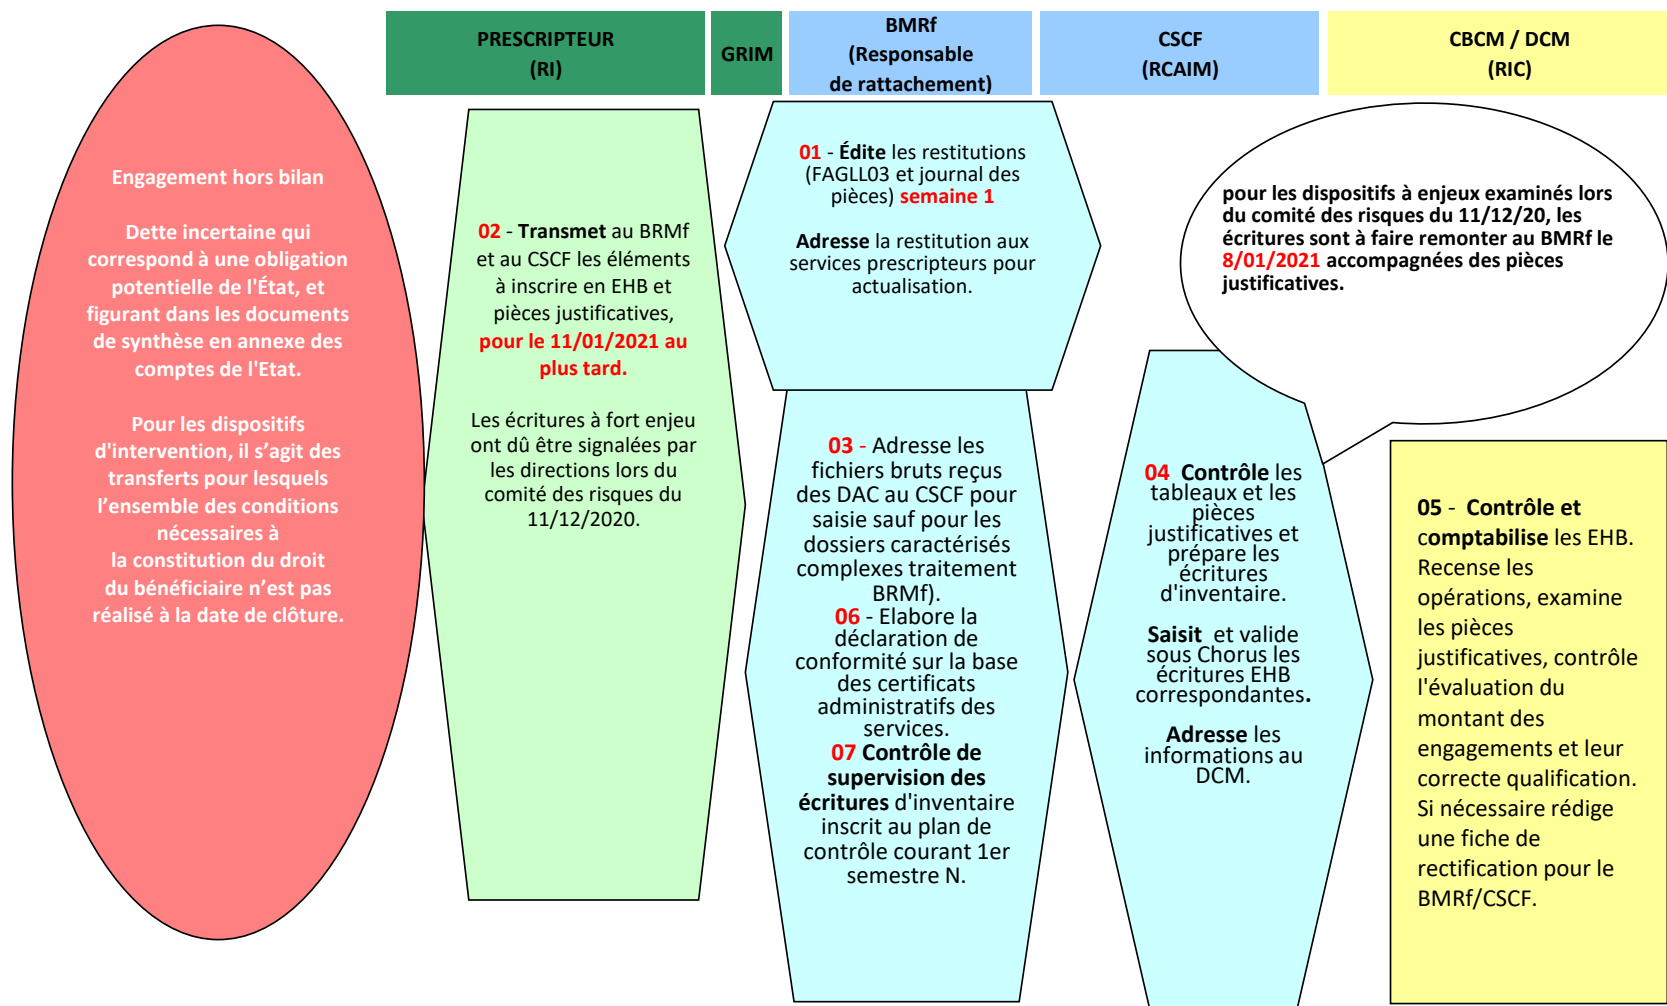 PRESCRIPTEUR
(RI)
GRIM
BMRf
(Responsable
de rattachement)
CSCF
(RCAIM)
CBCM / DCM
(RIC)
Engagement hors bilan
Dette incertaine qui
correspond à une obligation
potentielle de l'État, et
figurant dans les documents
de synthèse en annexe des
comptes de l'Etat.
Pour les dispositifs
d'intervention, il s’agit des
transferts pour lesquels
l’ensemble des conditions
nécessaires à
la constitution du droit
du bénéficiaire n’est pas
réalisé à la date de clôture.
02 - Transmet au BRMf
et au CSCF les éléments
à inscrire en EHB et
pièces justificatives,
pour le 11/01/2021 au
plus tard.
Les écritures à fort enjeu
ont dû être signalées par
les directions lors du
comité des risques du
11/12/2020.
01 - Édite les restitutions
(FAGLL03 et journal des
pièces) semaine 1
Adresse la restitution aux
services prescripteurs pour
actualisation.
03 - Adresse les
fichiers bruts reçus
des DAC au CSCF pour
saisie sauf pour les
dossiers caractérisés
complexes traitement
BRMf).
06 - Elabore la
déclaration de
conformité sur la base
des certificats
administratifs des
services.
07 Contrôle de
supervision des
écritures d'inventaire
inscrit au plan de
contrôle courant 1er
semestre N.
pour les dispositifs à enjeux examinés lors
du comité des risques du 11/12/20, les
écritures sont à faire remonter au BMRf le
8/01/2021 accompagnées des pièces
justificatives.
04 Contrôle les
tableaux et les
pièces
justificatives et
prépare les
écritures
d'inventaire.
Saisit et valide
sous Chorus les
écritures EHB
correspondantes.
Adresse les
informations au
DCM.
05 - Contrôle et
comptabilise les EHB.
Recense les
opérations, examine
les pièces
justificatives, contrôle
l'évaluation du
montant des
engagements et leur
correcte qualification.
Si nécessaire rédige
une fiche de
rectification pour le
BMRf/CSCF.